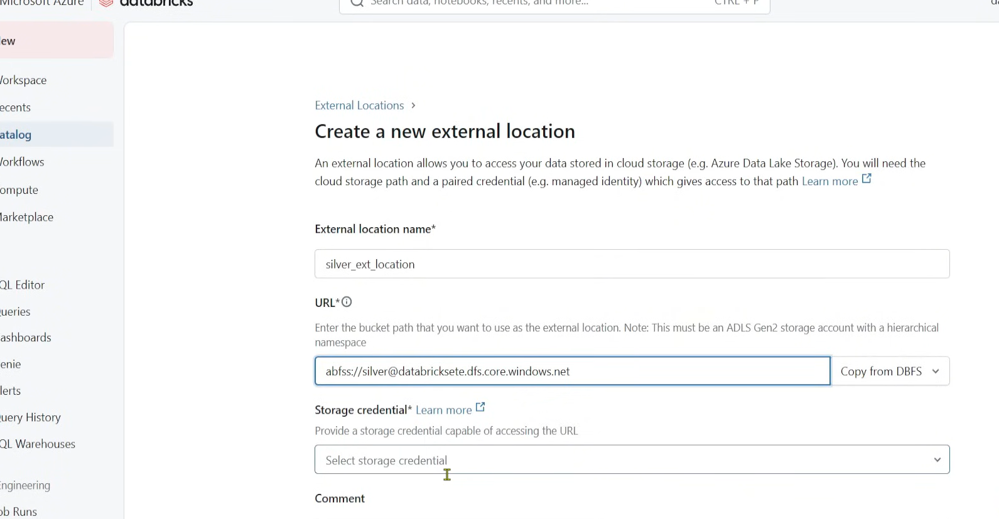 Microsoft Azure databricks Search data, notebooks, recents, and more... CTRL + P
ew
Workspace
ecents
atalog
Workflows
ompute
Marketplace
QL Editor
ueries
ashboards
enie
lerts
uery History
QL Warehouses
Engineering
ob Runs
External Locations >
Create a new external location
An external location allows you to access your data stored in cloud storage (e.g. Azure Data Lake Storage). You will need the
cloud storage path and a paired credential (e.g. managed identity) which gives access to that path Learn more
External location name*
silver_ext_location
URL*
Enter the bucket path that you want to use as the external location. Note: This must be an ADLS Gen2 storage account with a hierarchical
namespace
abfss://silver@databricksete.dfs.core.windows.net Copy from DBFS
Storage credential* Learn more
Provide a storage credential capable of accessing the URL
Select storage credential
Comment